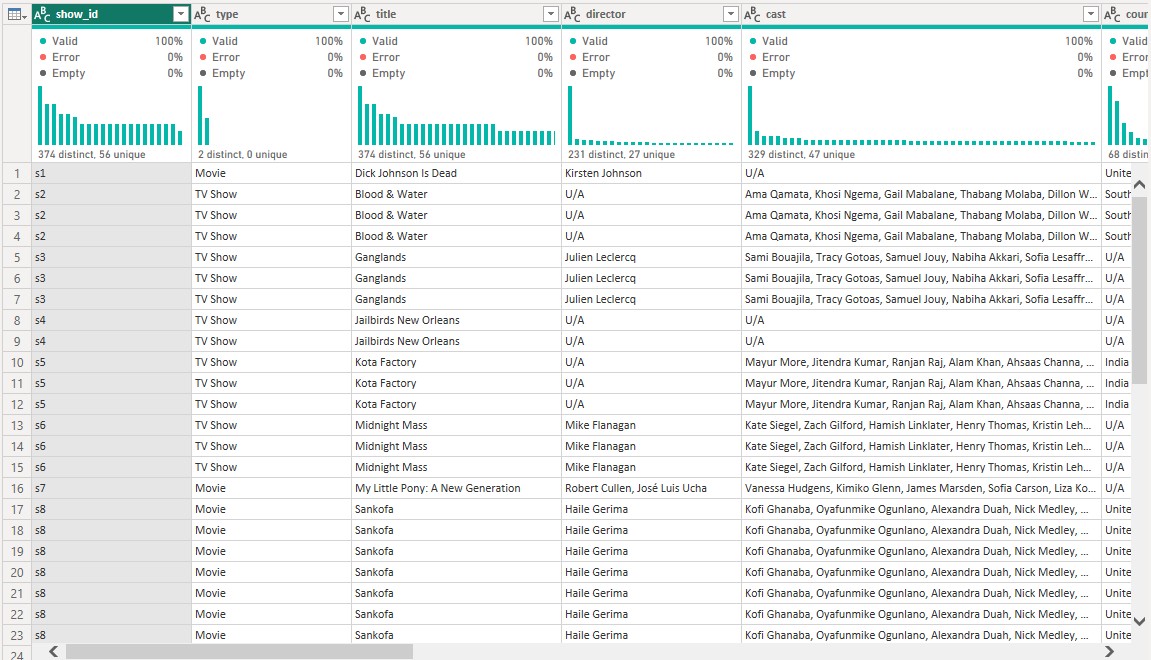 ABC show_id ABC type ABC title ABC director ABC cast ABC coun
Valid 100% Valid 100% Valid 100% Valid 100% Valid 100% Valid
Error 0% Error 0% Error 0% Error 0% Error 0% Error
Empty 0% Empty 0% Empty 0% Empty 0% Empty 0% Empt
374 distinct, 56 unique 2 distinct, 0 unique 374 distinct, 56 unique 231 distinct, 27 unique 329 distinct, 47 unique 68 distin
1 s1 Movie Dick Johnson Is Dead Kirsten Johnson U/A Unite
2 s2 TV Show Blood & Water U/A Ama Qamata, Khosi Ngema, Gail Mabalane, Thabang Molaba, Dillon W... South
3 s2 TV Show Blood & Water U/A Ama Qamata, Khosi Ngema, Gail Mabalane, Thabang Molaba, Dillon W... South
4 s2 TV Show Blood & Water U/A Ama Qamata, Khosi Ngema, Gail Mabalane, Thabang Molaba, Dillon W... South
5 s3 TV Show Ganglands Julien Leclercq Sami Bouajila, Tracy Gotoas, Samuel Jouy, Nabiha Akkari, Sofia Lesaffr... U/A
6 s3 TV Show Ganglands Julien Leclercq Sami Bouajila, Tracy Gotoas, Samuel Jouy, Nabiha Akkari, Sofia Lesaffr... U/A
7 s3 TV Show Ganglands Julien Leclercq Sami Bouajila, Tracy Gotoas, Samuel Jouy, Nabiha Akkari, Sofia Lesaffr... U/A
8 s4 TV Show Jailbirds New Orleans U/A U/A U/A
9 s4 TV Show Jailbirds New Orleans U/A U/A U/A
10 s5 TV Show Kota Factory U/A Mayur More, Jitendra Kumar, Ranjan Raj, Alam Khan, Ahsaas Channa, ... India
11 s5 TV Show Kota Factory U/A Mayur More, Jitendra Kumar, Ranjan Raj, Alam Khan, Ahsaas Channa, ... India
12 s5 TV Show Kota Factory U/A Mayur More, Jitendra Kumar, Ranjan Raj, Alam Khan, Ahsaas Channa, ... India
13 s6 TV Show Midnight Mass Mike Flanagan Kate Siegel, Zach Gilford, Hamish Linklater, Henry Thomas, Kristin Leh... U/A
14 s6 TV Show Midnight Mass Mike Flanagan Kate Siegel, Zach Gilford, Hamish Linklater, Henry Thomas, Kristin Leh... U/A
15 s6 TV Show Midnight Mass Mike Flanagan Kate Siegel, Zach Gilford, Hamish Linklater, Henry Thomas, Kristin Leh... U/A
16 s7 Movie My Little Pony: A New Generation Robert Cullen, José Luis Ucha Vanessa Hudgens, Kimiko Glenn, James Marsden, Sofia Carson, Liza Ko... U/A
17 s8 Movie Sankofa Haile Gerima Kofi Ghanaba, Oyafunmike Ogunlano, Alexandra Duah, Nick Medley, ... Unite
18 s8 Movie Sankofa Haile Gerima Kofi Ghanaba, Oyafunmike Ogunlano, Alexandra Duah, Nick Medley, ... Unite
19 s8 Movie Sankofa Haile Gerima Kofi Ghanaba, Oyafunmike Ogunlano, Alexandra Duah, Nick Medley, ... Unite
20 s8 Movie Sankofa Haile Gerima Kofi Ghanaba, Oyafunmike Ogunlano, Alexandra Duah, Nick Medley, ... Unite
21 s8 Movie Sankofa Haile Gerima Kofi Ghanaba, Oyafunmike Ogunlano, Alexandra Duah, Nick Medley, ... Unite
22 s8 Movie Sankofa Haile Gerima Kofi Ghanaba, Oyafunmike Ogunlano, Alexandra Duah, Nick Medley, ... Unite
23 s8 Movie Sankofa Haile Gerima Kofi Ghanaba, Oyafunmike Ogunlano, Alexandra Duah, Nick Medley, ... Unite
24